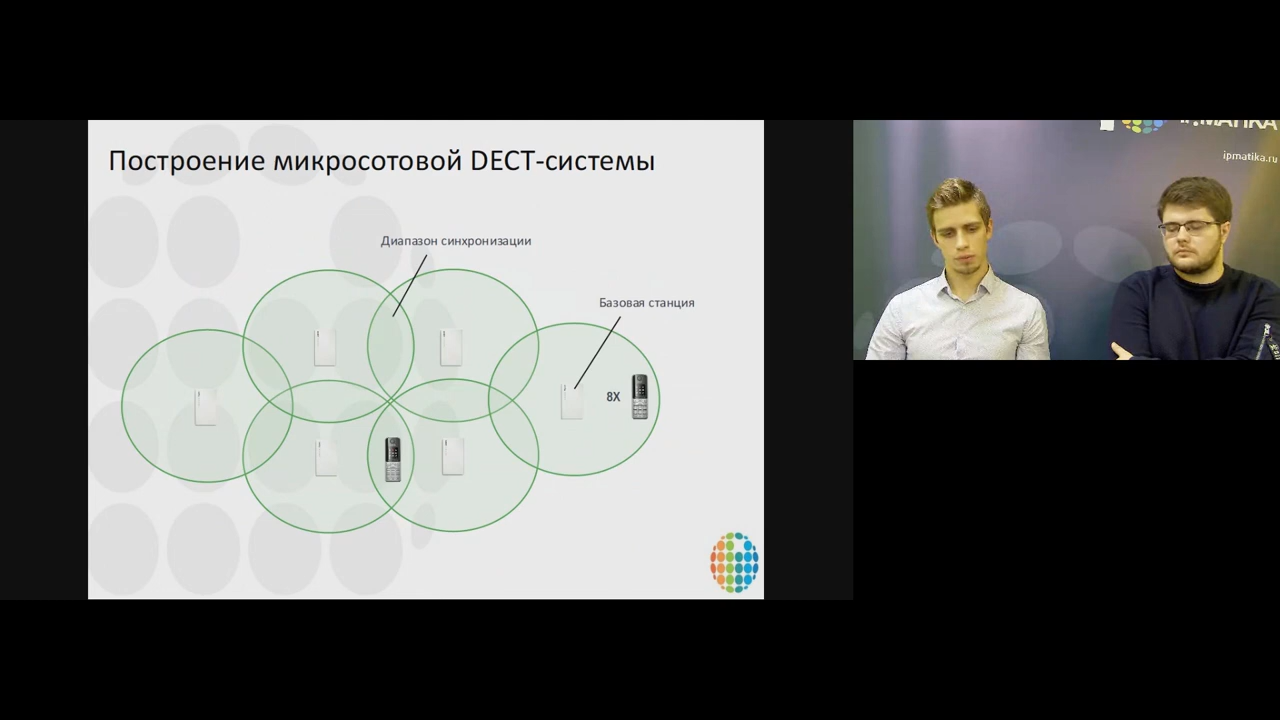 Построение микросотовой DECT-системы
Диапазон синхронизации
Базовая станция
8X
ipmatika.ru